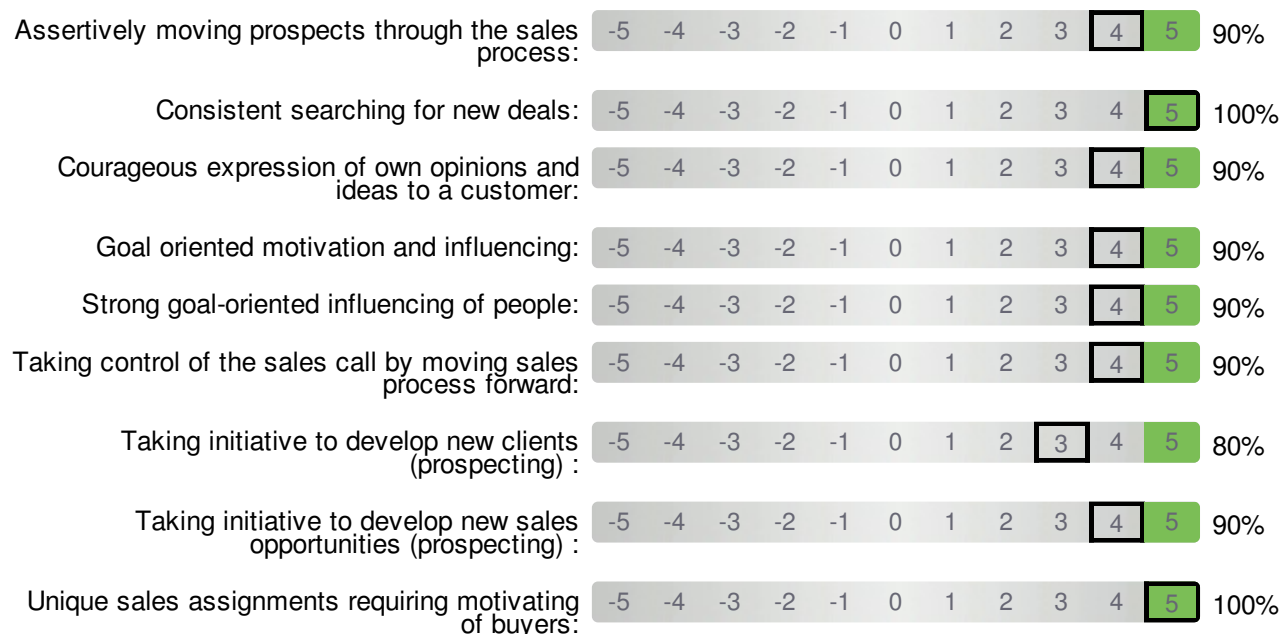 Assertively moving prospects through the sales
process:
-5 -4 -3 -2 -1 0 1 2 3 4 5 90%
Consistent searching for new deals:
-5 -4 -3 -2 -1 0 1 2 3 4 5 100%
Courageous expression of own opinions and
ideas to a customer:
-5 -4 -3 -2 -1 0 1 2 3 4 5 90%
Goal oriented motivation and influencing:
-5 -4 -3 -2 -1 0 1 2 3 4 5 90%
Strong goal-oriented influencing of people:
-5 -4 -3 -2 -1 0 1 2 3 4 5 90%
Taking control of the sales call by moving sales
process forward:
-5 -4 -3 -2 -1 0 1 2 3 4 5 90%
Taking initiative to develop new clients
(prospecting) :
-5 -4 -3 -2 -1 0 1 2 3 4 5 80%
Taking initiative to develop new sales
opportunities (prospecting) :
-5 -4 -3 -2 -1 0 1 2 3 4 5 90%
Unique sales assignments requiring motivating
of buyers:
-5 -4 -3 -2 -1 0 1 2 3 4 5 100%